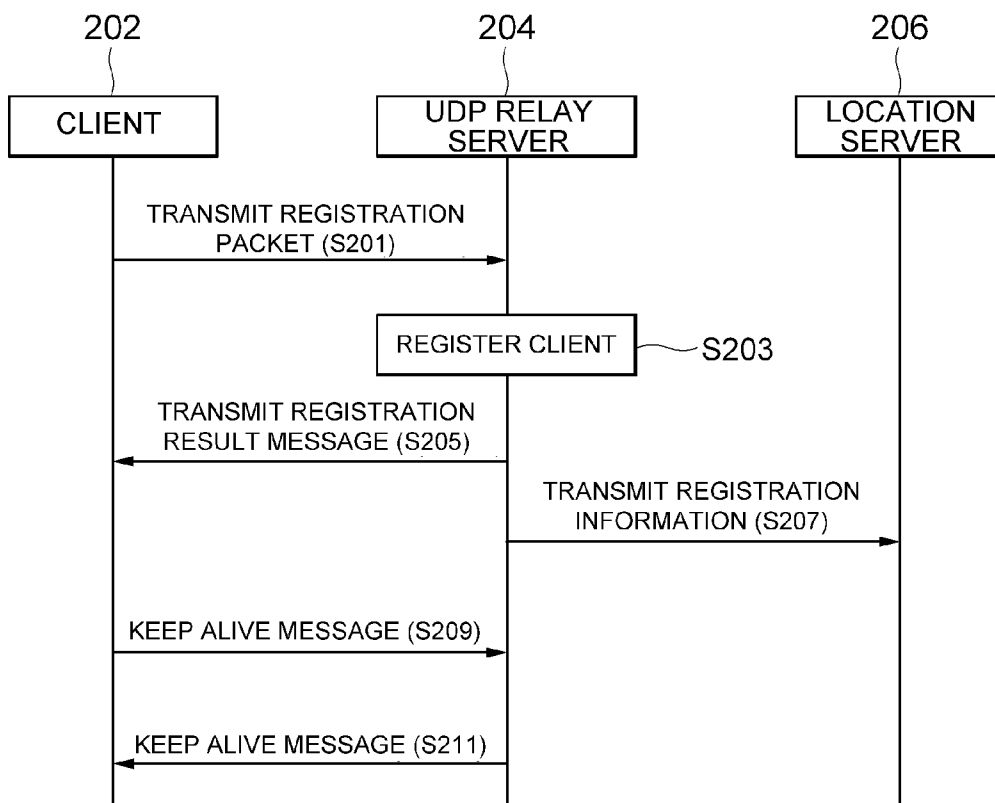 202
204
206
CLIENT
UDP RELAY
SERVER
LOCATION
SERVER
TRANSMIT REGISTRATION
PACKET (S201)
REGISTER CLIENT
S203
TRANSMIT REGISTRATION
RESULT MESSAGE (S205)
TRANSMIT REGISTRATION
INFORMATION (S207)
KEEP ALIVE MESSAGE (S209)
KEEP ALIVE MESSAGE (S211)